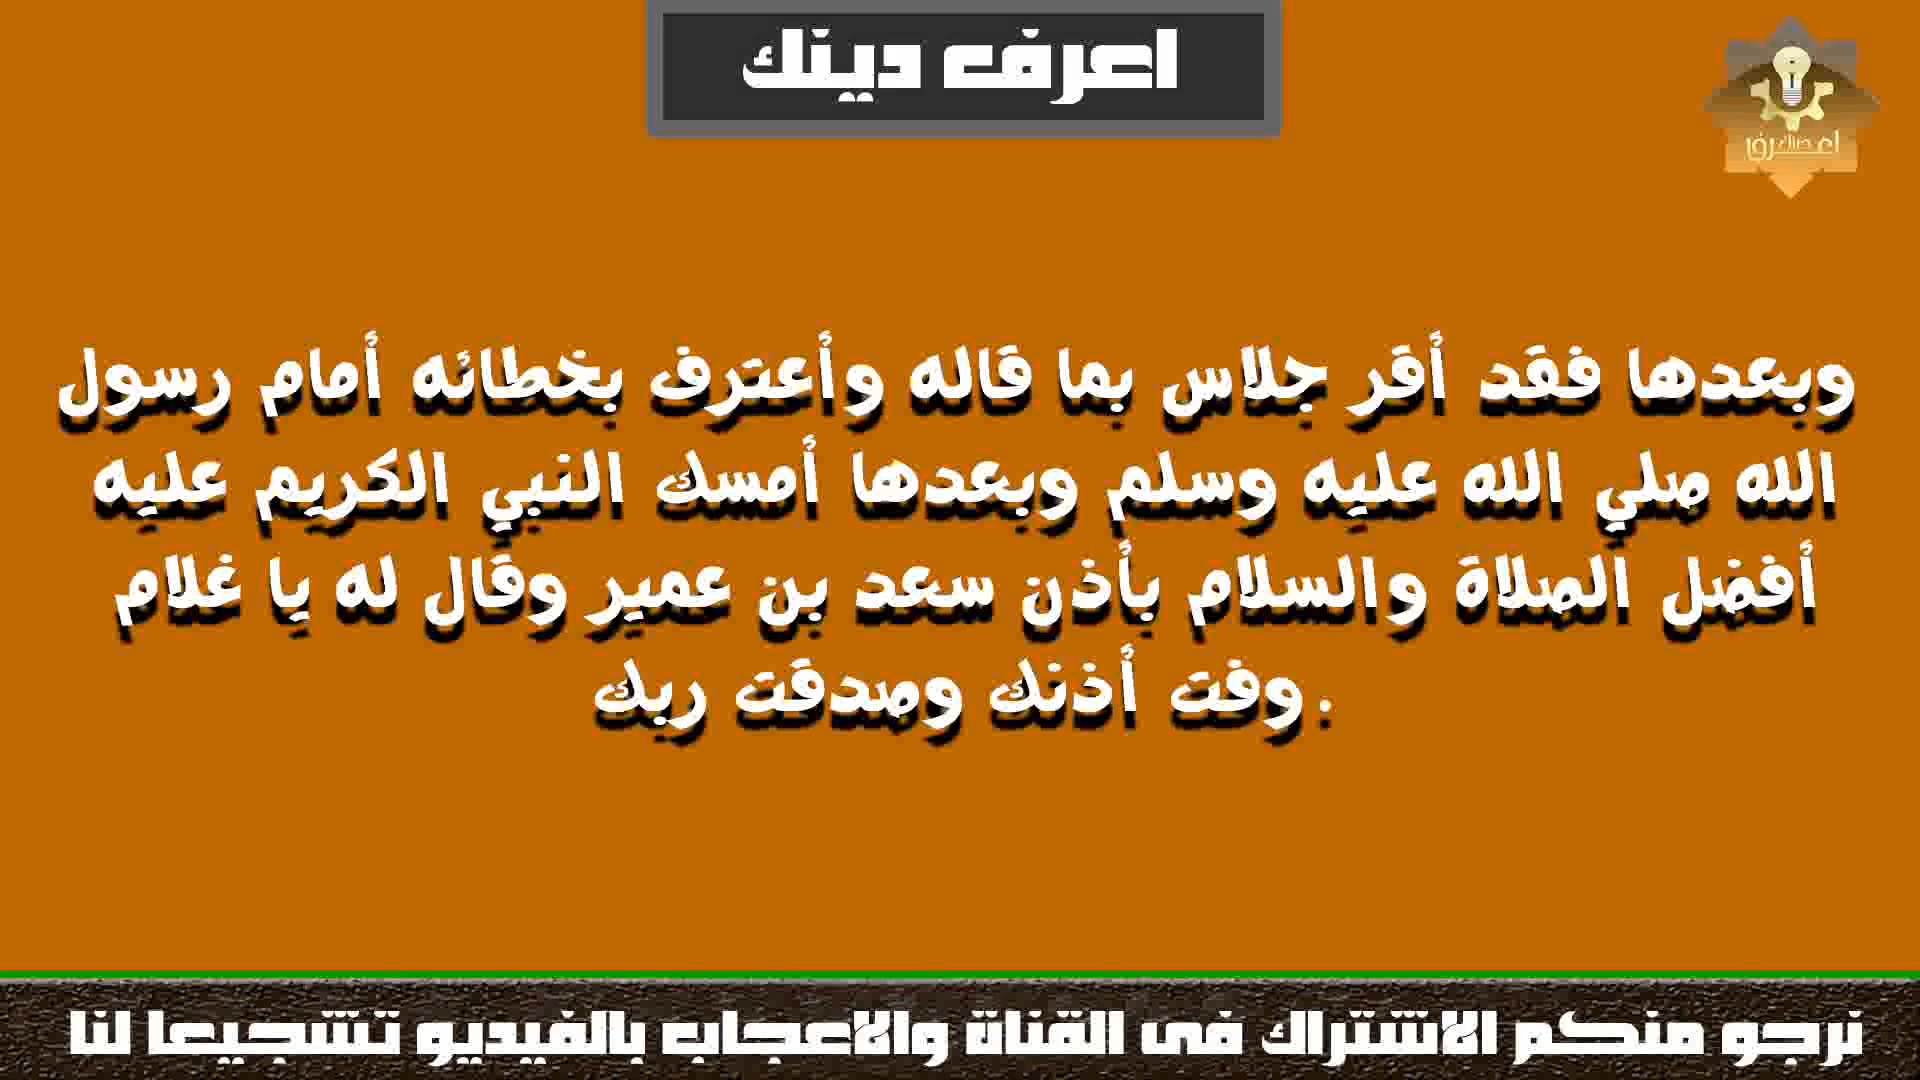 اعرف دينك
وبعدها فقد أقر جلاس بما قاله وأعترف بخطائه أمام رسول
الله صلي الله عليه وسلم وبعدها أمسك النبي الكريم عليه
أفضل الصلاة والسلام بأذن سعد بن عمير وقال له يا غلام
وفت أذنك وصدقت ربك.
نرجو منكم الاشتراك فى القناة والاعجاب بالفيديو تشجيعا لنا